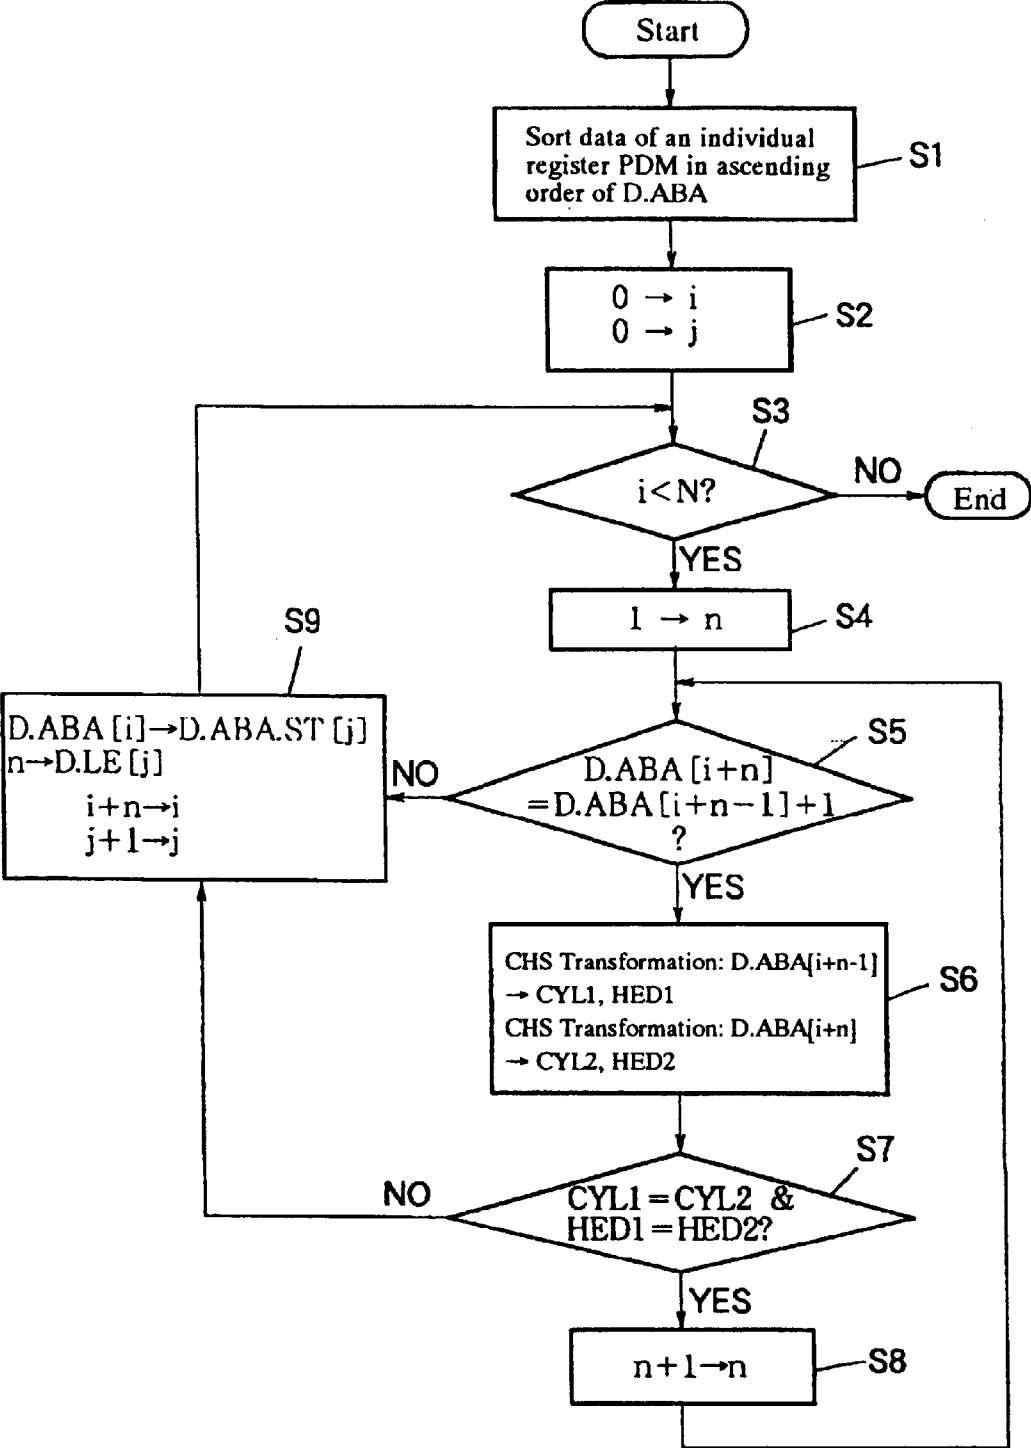 Start
Sort data of an individual
register PDM in ascending
order of D.ABA
S1
0 → i
0 → j
S2
S3
i<N?
NO
End
YES
1 → n
S4
S9
D.ABA[i]→D.ABA.ST[j]
n→D.LE[j]
i+n→i
j+1→j
S5
NO
D.ABA[i+n]
=D.ABA[i+n−1]+1
?
YES
CHS Transformation: D.ABA[i+n-1]
→ CYL1, HED1
CHS Transformation: D.ABA[i+n]
→ CYL2, HED2
S6
S7
NO
CYL1=CYL2 &
HED1=HED2?
YES
n+1→n
S8